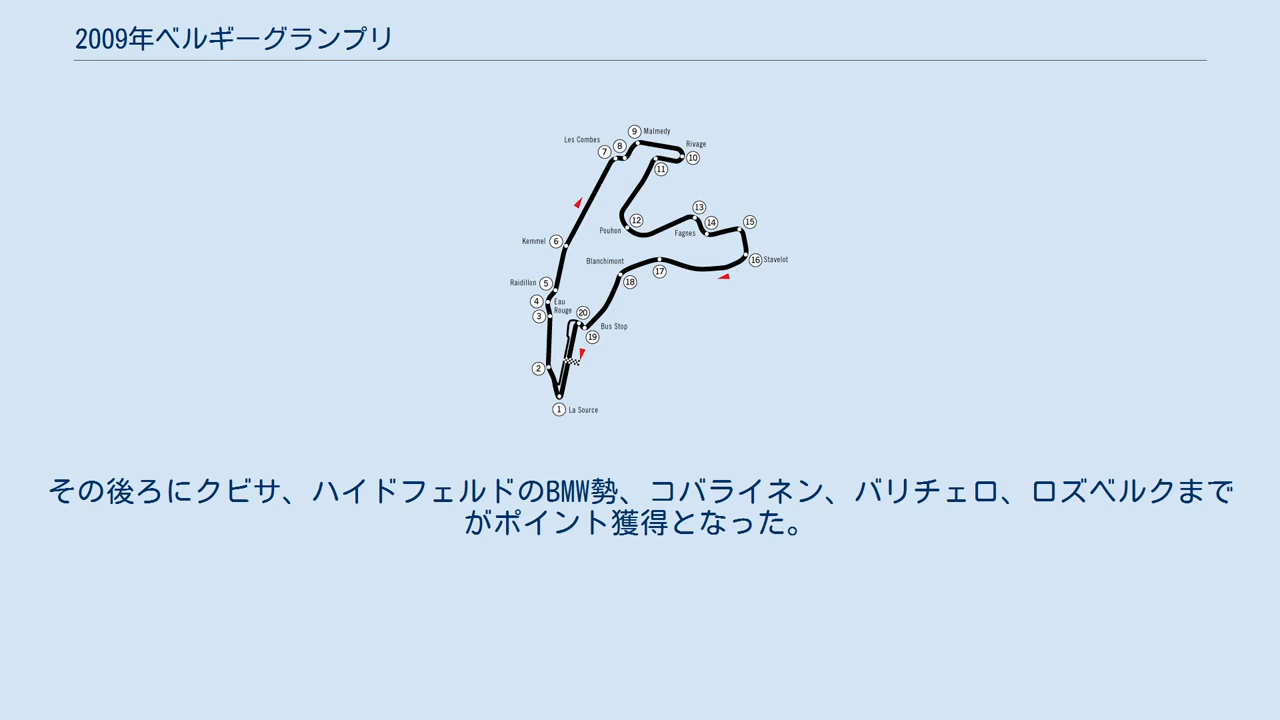 2009年ベルギーグランプリ
9 Malmedy
Les Combes
8
7
Rivage
10
11
13
12
14
15
Pouhon
Fagnes
Kemmel 6
Blanchimont
16 Stavelot
17
18
Raidillon 5
4 Eau
Rouge
3
20
Bus Stop
19
2
1 La Source
その後ろにクビサ、ハイドフェルドのBMW勢、コバライネン、バリチェロ、ロズベルクまで
がポイント獲得となった。